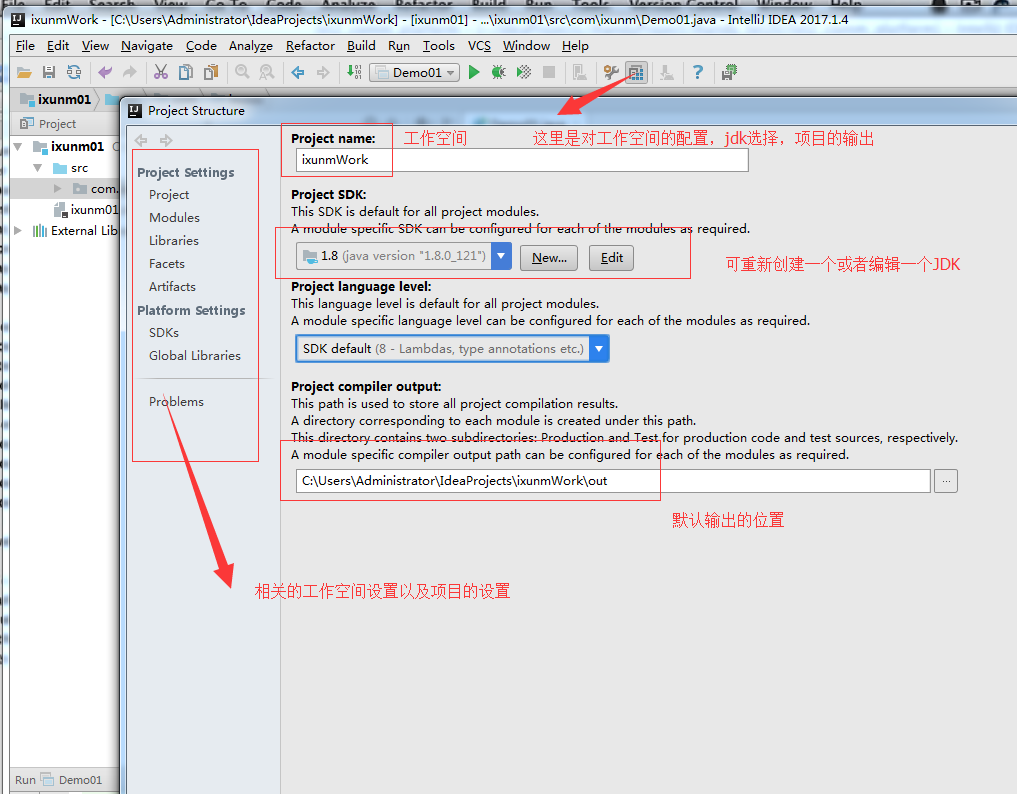 ixunmWork - [C:\Users\Administrator\IdeaProjects\ixunmWork] - [ixunm01] - ...\ixunm01\src\com\ixunm\Demo01.java - IntelliJ IDEA 2017.1.4
File Edit View Navigate Code Analyze Refactor Build Run Tools VCS Window Help
Demo01
ixunm01
Project Structure
Project
ixunm01
src
com.
ixunm01
External Lib
Project Settings
Project
Modules
Libraries
Facets
Artifacts
Platform Settings
SDKs
Global Libraries
Problems
Project name: 工作空间 这里是对工作空间的配置，jdk选择，项目的输出
ixunmWork
Project SDK:
This SDK is default for all project modules.
A module specific SDK can be configured for each of the modules as required.
1.8 (java version "1.8.0_121") New... Edit
可重新创建一个或者编辑一个JDK
Project language level:
This language level is default for all project modules.
A module specific language level can be configured for each of the modules as required.
SDK default (8 - Lambdas, type annotations etc.)
Project compiler output:
This path is used to store all project compilation results.
A directory corresponding to each module is created under this path.
This directory contains two subdirectories: Production and Test for production code and test sources, respectively.
A module specific compiler output path can be configured for each of the modules as required.
C:\Users\Administrator\IdeaProjects\ixunmWork\out ...
默认输出的位置
相关的工作空间设置以及项目的设置
Run Demo01